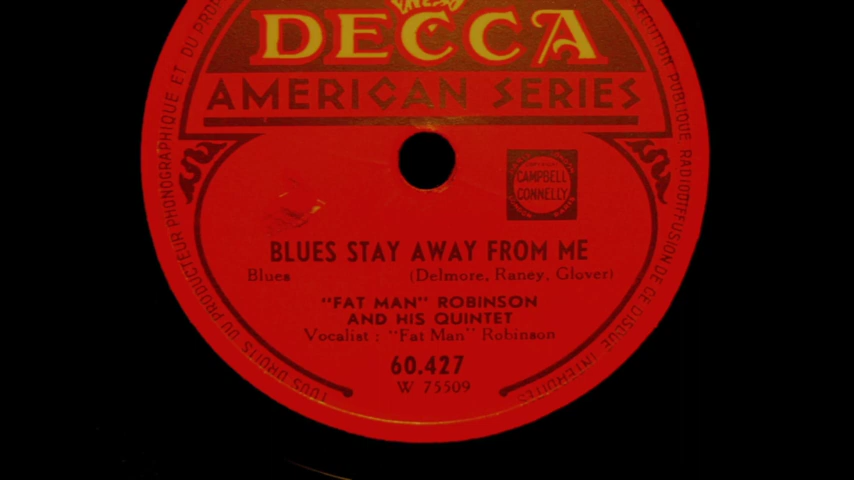 DECCA
AMERICAN SERIES
CAMPBELL
CONNELLY
BLUES STAY AWAY FROM ME
Blues (Delmore, Raney, Glover)
"FAT MAN" ROBINSON
AND HIS QUINTET
Vocalist : "Fat Man" Robinson
60.427
W 75509
TOUS DROITS DU PRODUCTEUR PHONOGRAPHIQUE ET DU
EXECUTION PUBLIQUE RADIODIFFUSION DE CE DISQUE INTERDITES